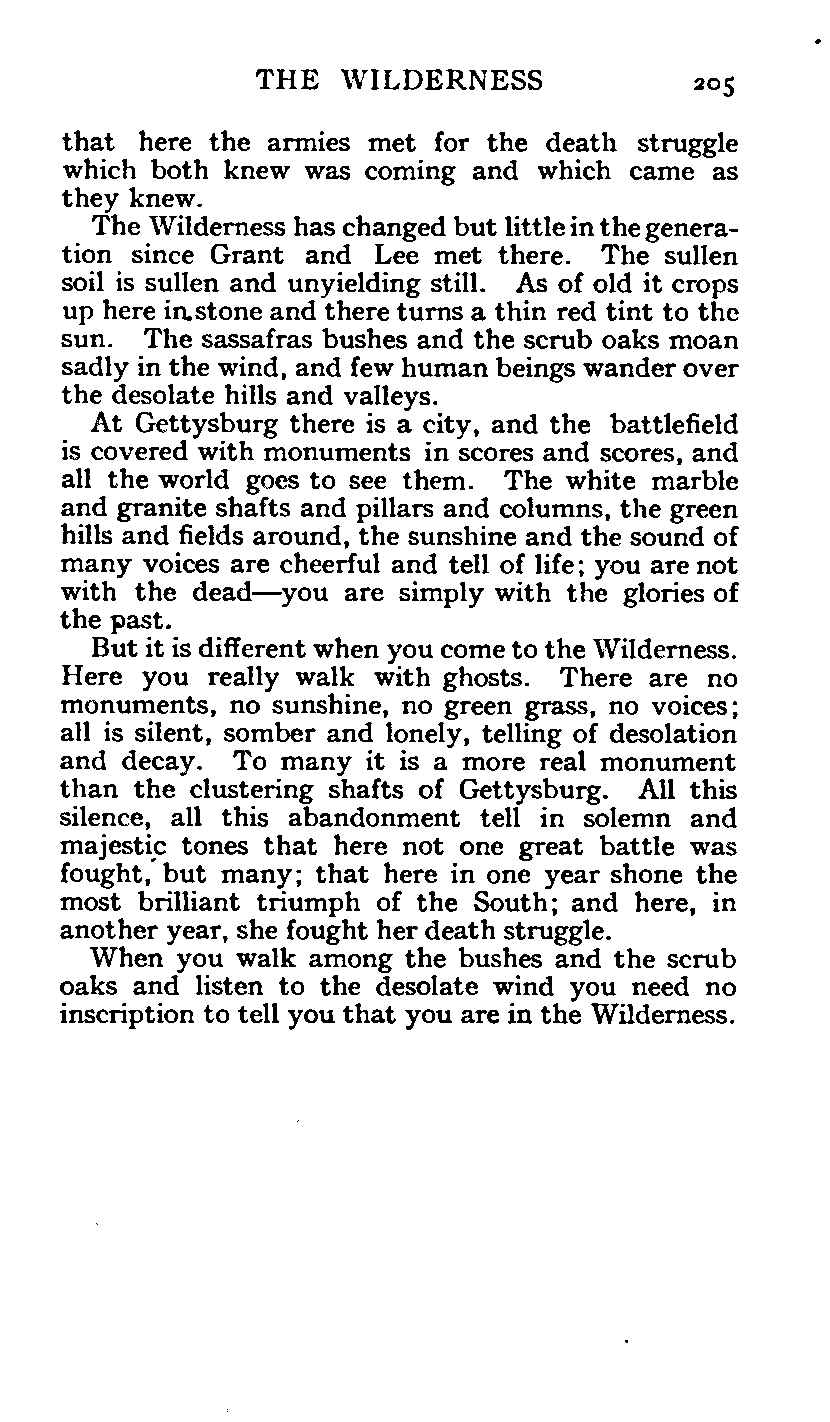 THE WILDERNESS 205
that here the armies met for the death struggle
which both knew was coming and which came as
they knew.
The Wilderness has changed but little in the genera-
tion since Grant and Lee met there. The sullen
soil is sullen and unyielding still. As of old it crops
up here in stone and there turns a thin red tint to the
sun. The sassafras bushes and the scrub oaks moan
sadly in the wind, and few human beings wander over
the desolate hills and valleys.
At Gettysburg there is a city, and the battlefield
is covered with monuments in scores and scores, and
all the world goes to see them. The white marble
and granite shafts and pillars and columns, the green
hills and fields around, the sunshine and the sound of
many voices are cheerful and tell of life; you are not
with the dead—you are simply with the glories of
the past.
But it is different when you come to the Wilderness.
Here you really walk with ghosts. There are no
monuments, no sunshine, no green grass, no voices;
all is silent, somber and lonely, telling of desolation
and decay. To many it is a more real monument
than the clustering shafts of Gettysburg. All this
silence, all this abandonment tell in solemn and
majestic tones that here not one great battle was
fought, but many; that here in one year shone the
most brilliant triumph of the South; and here, in
another year, she fought her death struggle.
When you walk among the bushes and the scrub
oaks and listen to the desolate wind you need no
inscription to tell you that you are in the Wilderness.